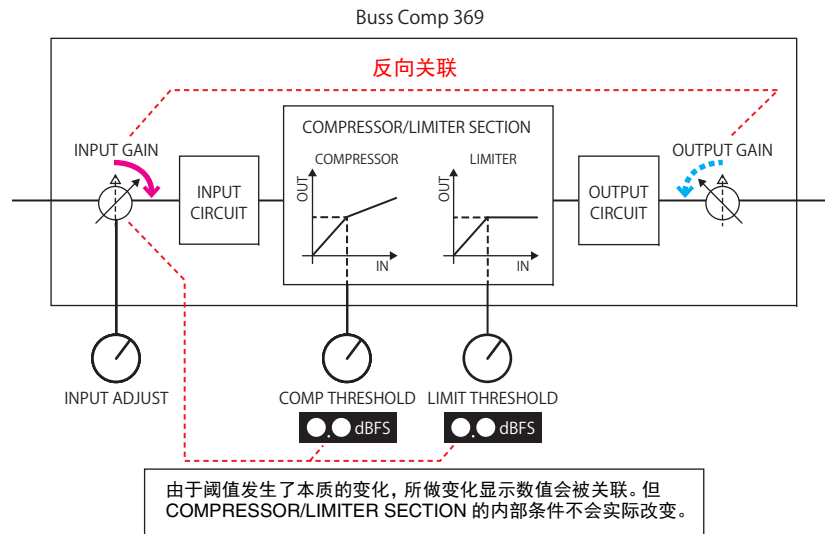 Buss Comp 369
反向关联
COMPRESSOR/LIMITER SECTION
INPUT GAIN
OUTPUT GAIN
COMPRESSOR
LIMITER
INPUT
CIRCUIT
OUT
IN
OUT
IN
OUTPUT
CIRCUIT
INPUT ADJUST
COMP THRESHOLD
LIMIT THRESHOLD
dBFS
dBFS
由于阈值发生了本质的变化，所做变化显示数值会被关联。但
COMPRESSOR/LIMITER SECTION 的内部条件不会实际改变。